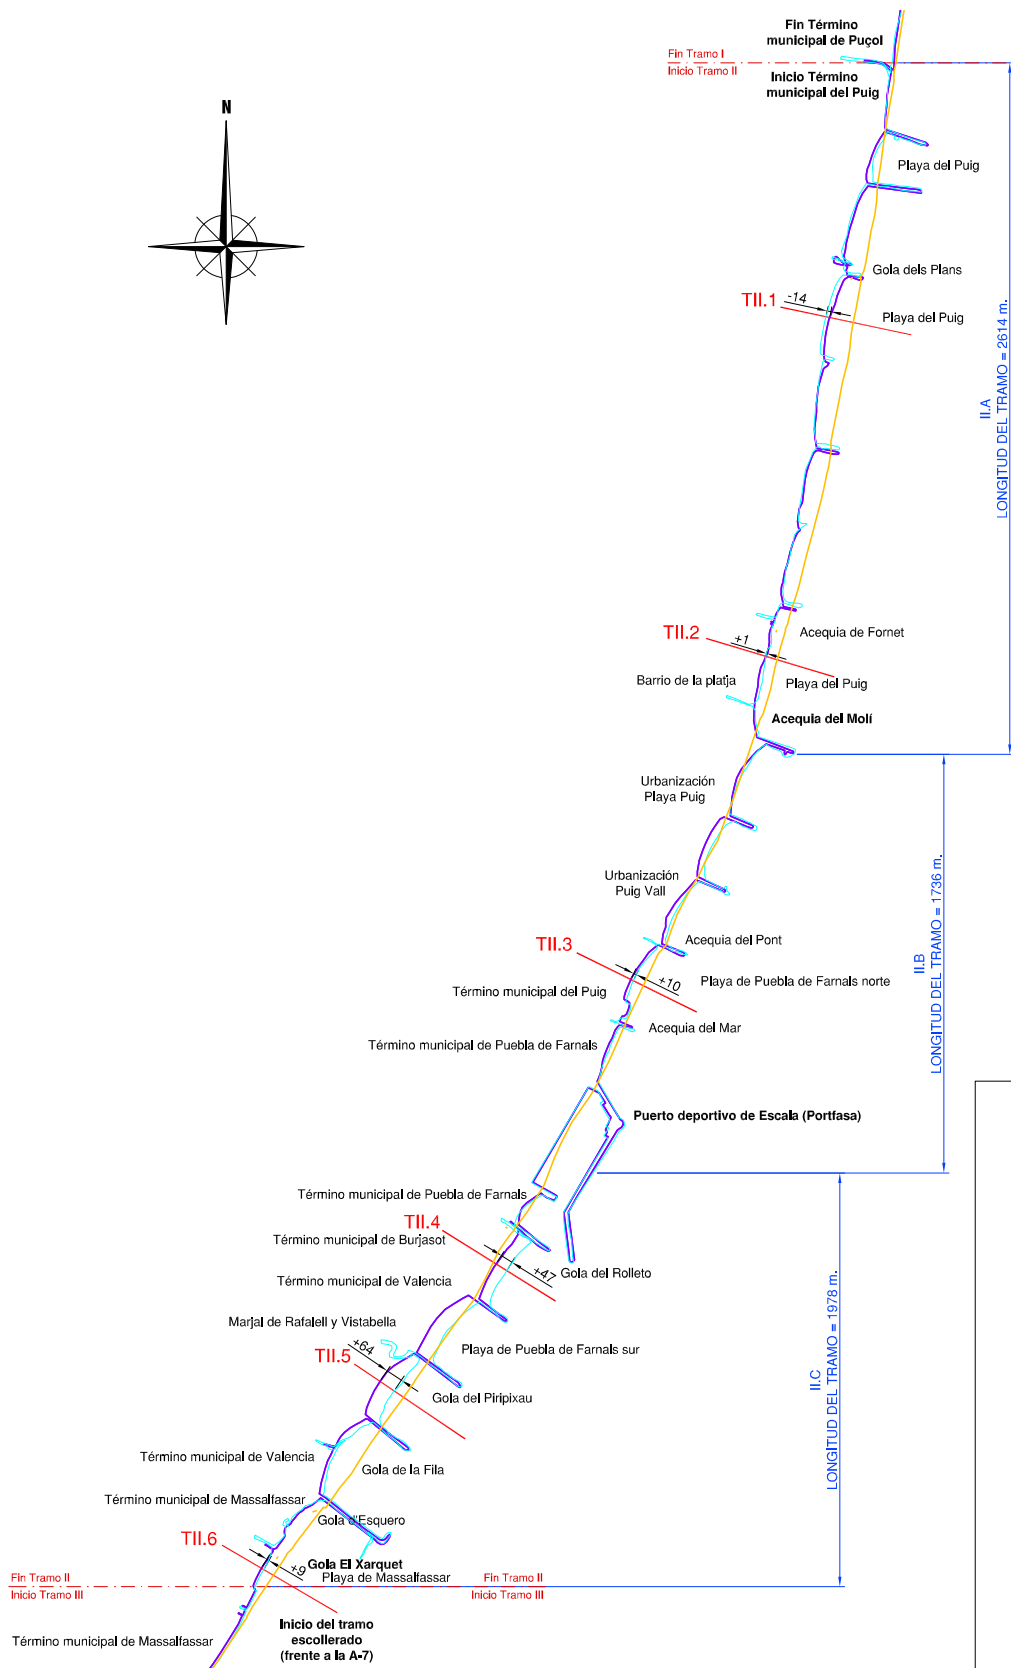 Fin Término
municipal de Puçol
Fin Tramo I
Inicio Tramo II
Inicio Término
municipal del Puig
N
Playa del Puig
Gola dels Plans
TII.1
-14
Playa del Puig
II.A
LONGITUD DEL TRAMO = 2614 m.
TII.2
+1
Acequia de Fornet
Barrio de la platja
Playa del Puig
Acequia del Molí
Urbanización
Playa Puig
Urbanización
Puig Vall
II.B
LONGITUD DEL TRAMO = 1736 m.
TII.3
Acequia del Pont
+10
Playa de Puebla de Farnals norte
Término municipal del Puig
Acequia del Mar
Término municipal de Puebla de Farnals
Puerto deportivo de Escala (Portfasa)
Término municipal de Puebla de Farnals
TII.4
Término municipal de Burjasot
+47
Gola del Rolleto
Término municipal de Valencia
Marjal de Rafalell y Vistabella
+64
TII.5
Playa de Puebla de Farnals sur
Gola del Piripixau
II.C
LONGITUD DEL TRAMO = 1978 m.
Término municipal de Valencia
Gola de la Fila
Término municipal de Massalfassar
Gola d'Esquero
TII.6
Gola El Xarquet
+9
Playa de Massalfassar
Fin Tramo II
Inicio Tramo III
Fin Tramo II
Inicio Tramo III
Inicio del tramo
escollerado
(frente a la A-7)
Término municipal de Massalfassar